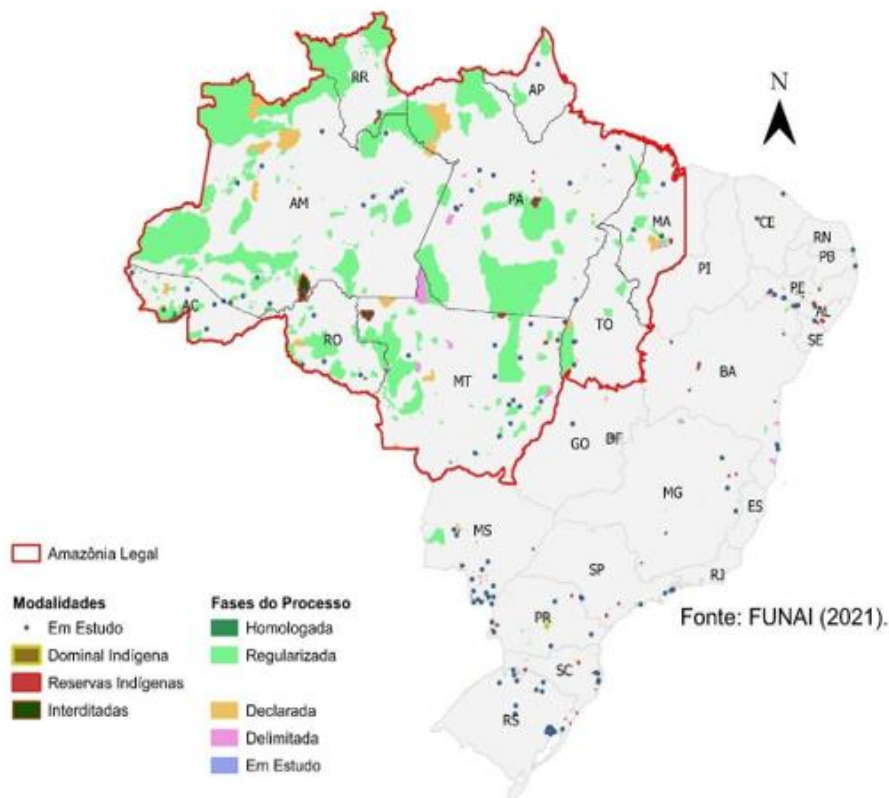 N
RR
AP
AM
PA
MA
CE
RN
PB
PI
PE
AL
SE
AC
RO
TO
MT
BA
GO
DF
MG
ES
MS
SP
RJ
PR
SC
RS
Amazônia Legal
Modalidades
Em Estudo
Dominal Indígena
Reservas Indígenas
Interditadas
Fases do Processo
Homologada
Regularizada
Declarada
Delimitada
Em Estudo
Fonte: FUNAI (2021).